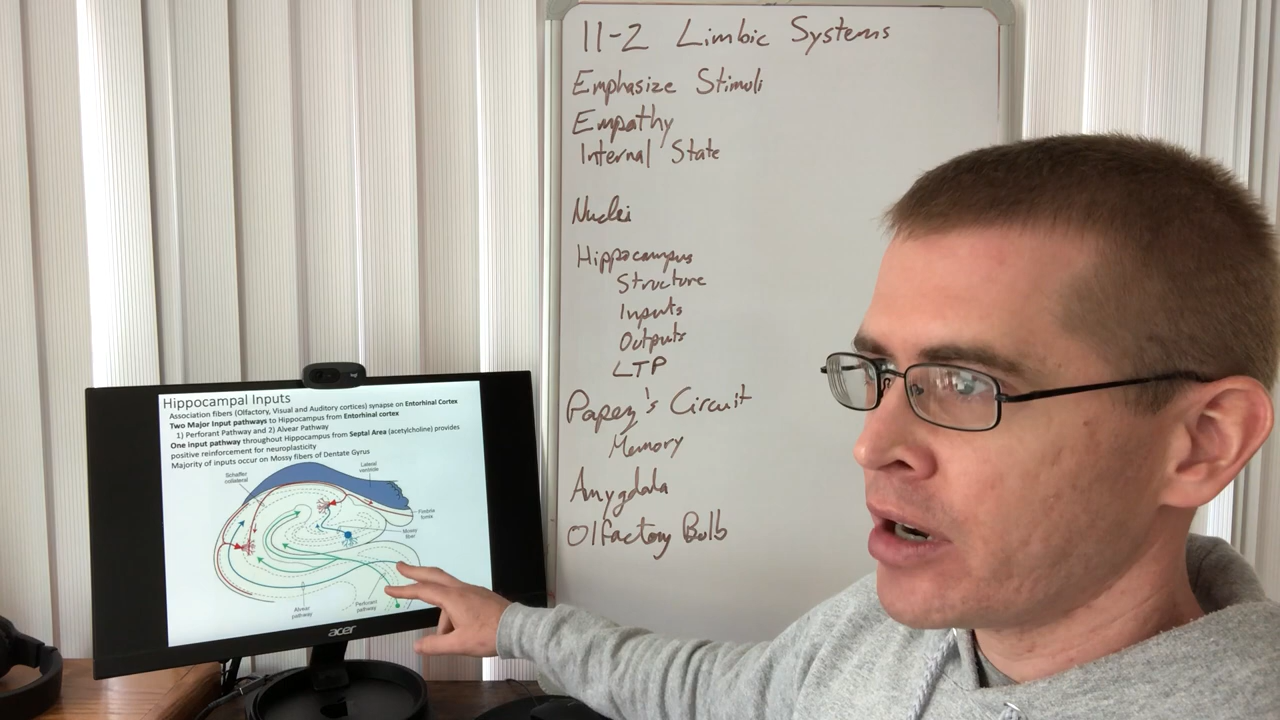 11-2 Limbic Systems
Emphasize Stimuli
Empathy
Internal State
Nuclei
Hippocampus
Structure
Inputs
Outputs
LTP
Papez's Circuit
Memory
Amygdala
Olfactory Bulb
Hippocampal Inputs
Association fibers (Olfactory, Visual and Auditory cortices) synapse on Entorhinal Cortex
Two Major Input pathways to Hippocampus from Entorhinal cortex
1) Perforant Pathway and 2) Alvear Pathway
One input pathway throughout Hippocampus from Septal Area (acetylcholine) provides
positive reinforcement for neuroplasticity
Majority of inputs occur on Mossy fibers of Dentate Gyrus
Schaffer
collateral
Lateral
ventricle
Fimbria
fornix
Mossy
fiber
Alvear
pathway
Perforant
pathway
acer